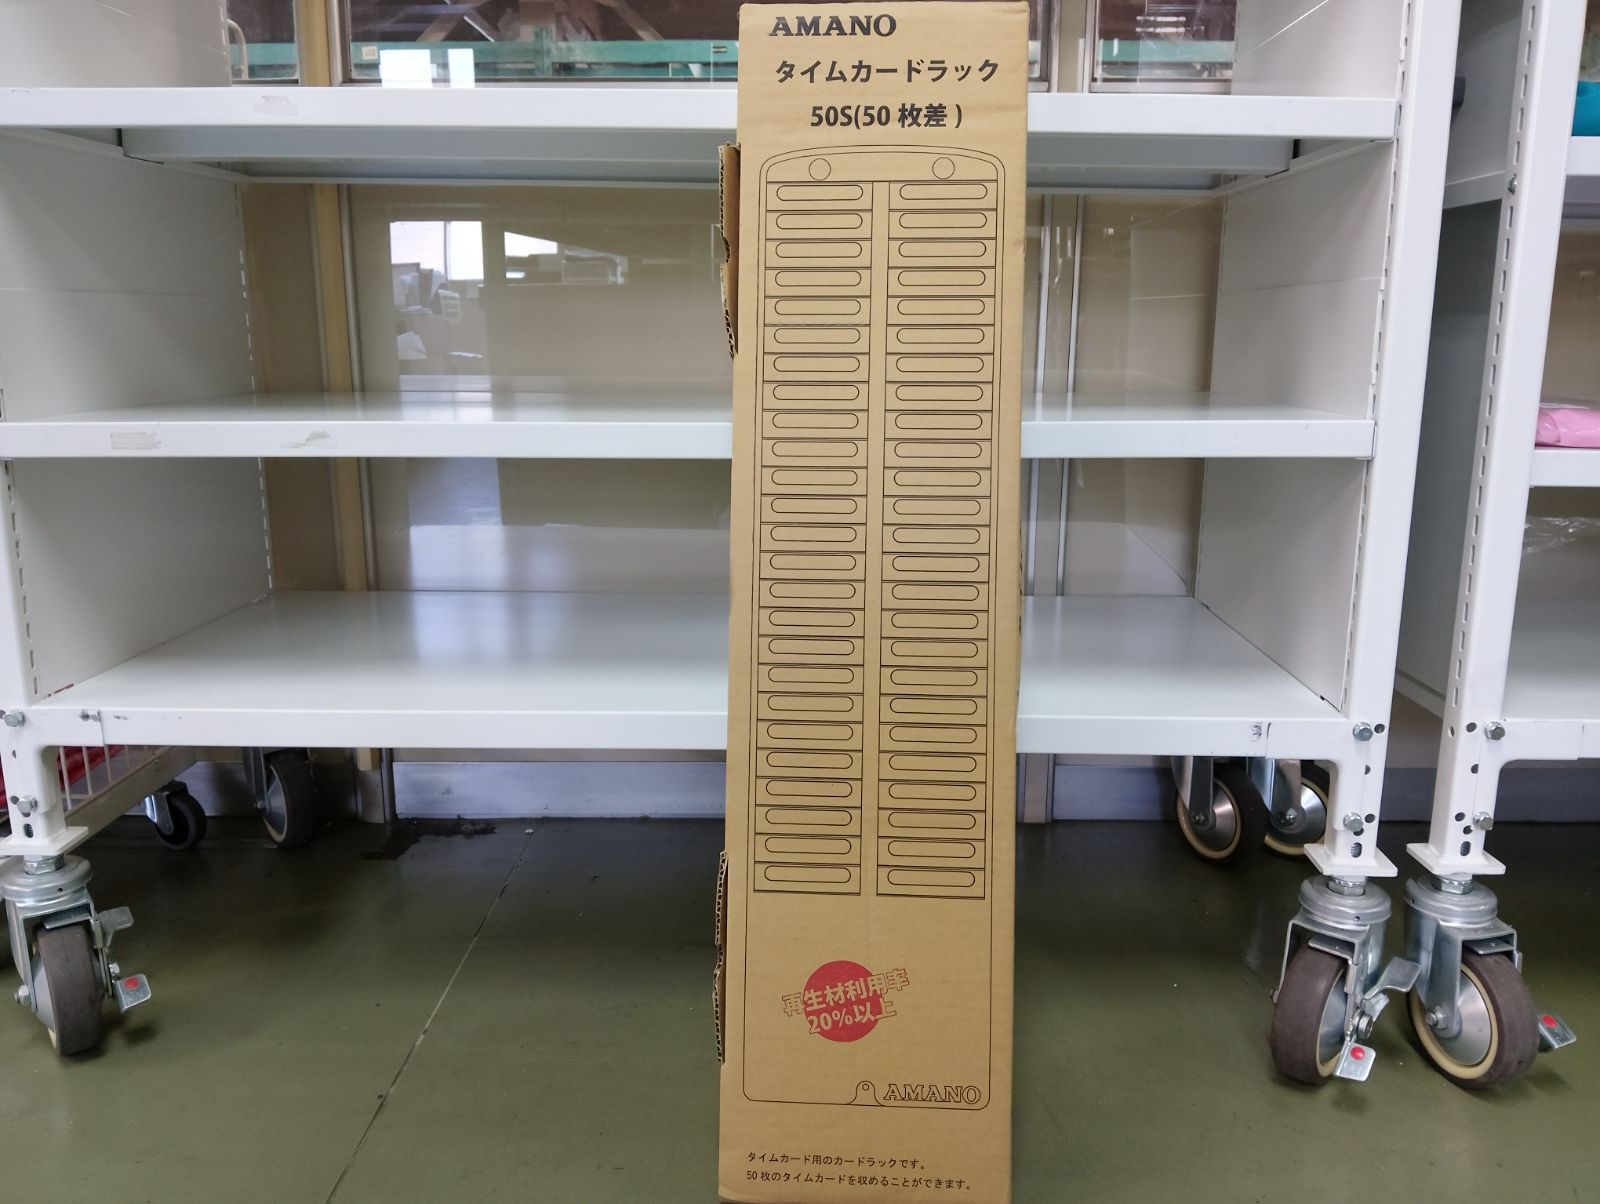 AMANO
タイムカードラック
50S(50枚差)
再生材利用率
20%以上
AMANO
タイムカード用のカードラックです。
50枚のタイムカードを収めることができます。